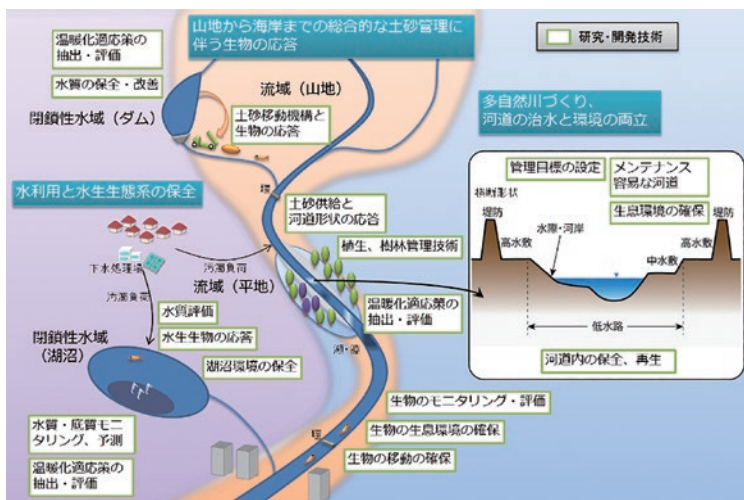 温暖化適応策の
抽出・評価
水質の保全・改善
閉鎖性水域(ダム)
山地から海岸までの総合的な土砂管理に
伴う生物の応答
流域(山地)
土砂移動機構と
生物の応答
研究・開発技術
多自然川づくり、
河道の治水と環境の両立
水利用と水生生態系の保全
下水処理場
汚濁負荷
汚濁負荷
流域(平地)
堰
土砂供給と
河道形状の応答
植生、樹林管理技術
温暖化適応策の
抽出・評価
瀬・淵
管理目標の設定
メンテナンス
容易な河道
生息環境の確保
横断形状
堤防
高水敷
水際・河岸
中水敷
高水敷
堤防
低水路
河道内の保全、再生
水質評価
水生生物の応答
閉鎖性水域
(湖沼)
湖沼環境の保全
水質・底質モニ
タリング、予測
温暖化適応策の
抽出・評価
生物のモニタリング・評価
生物の生息環境の確保
堰
生物の移動の確保